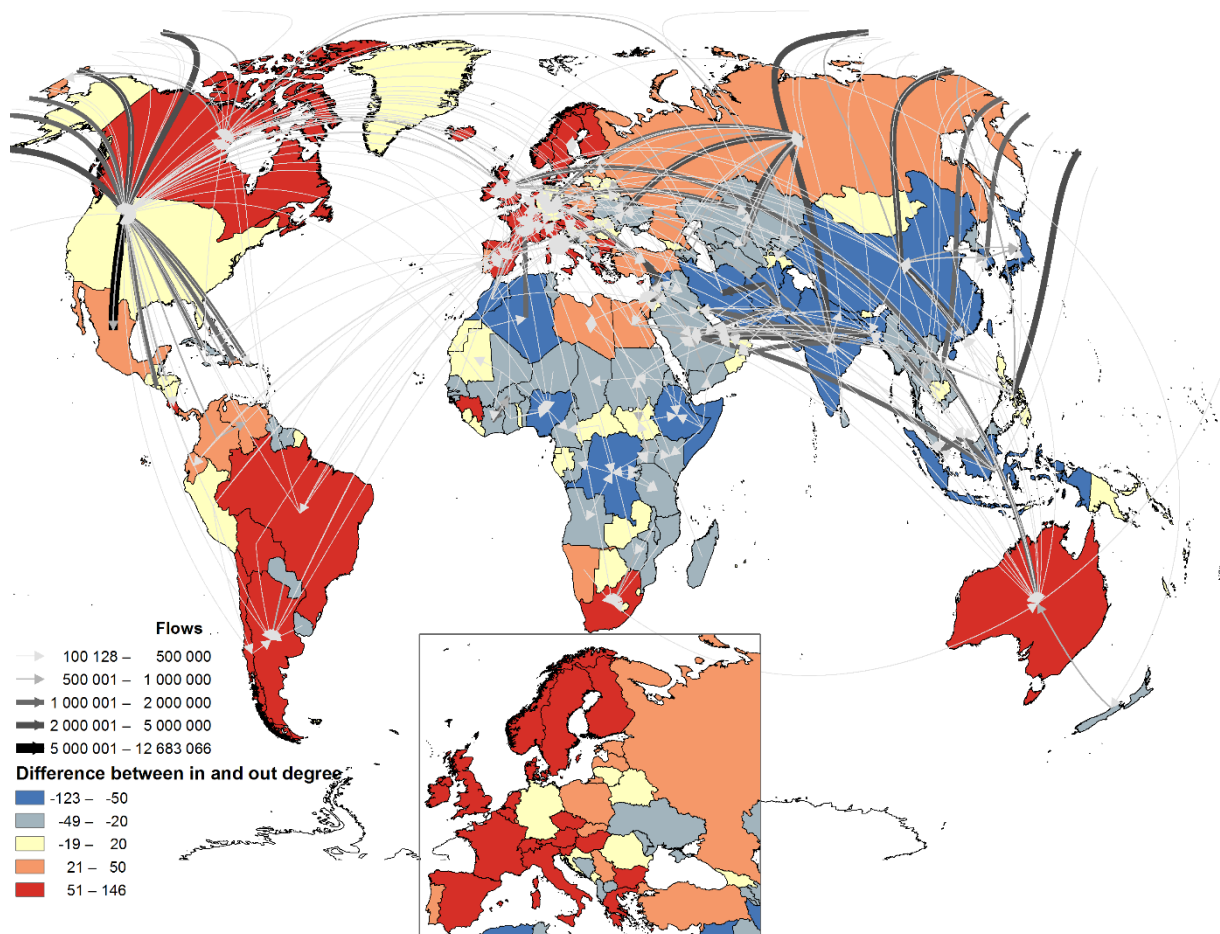 Flows
100 128 – 500 000
500 001 – 1 000 000
1 000 001 – 2 000 000
2 000 001 – 5 000 000
5 000 001 – 12 683 066
Difference between in and out degree
-123 – -50
-49 – -20
-19 – 20
21 – 50
51 – 146